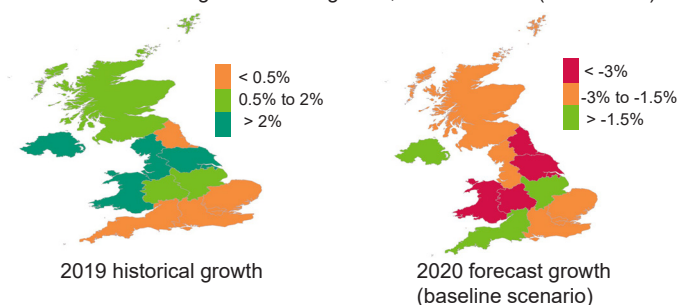 < 0.5%
0.5% to 2%
> 2%
< -3%
-3% to -1.5%
> -1.5%
2019 historical growth
2020 forecast growth
(baseline scenario)